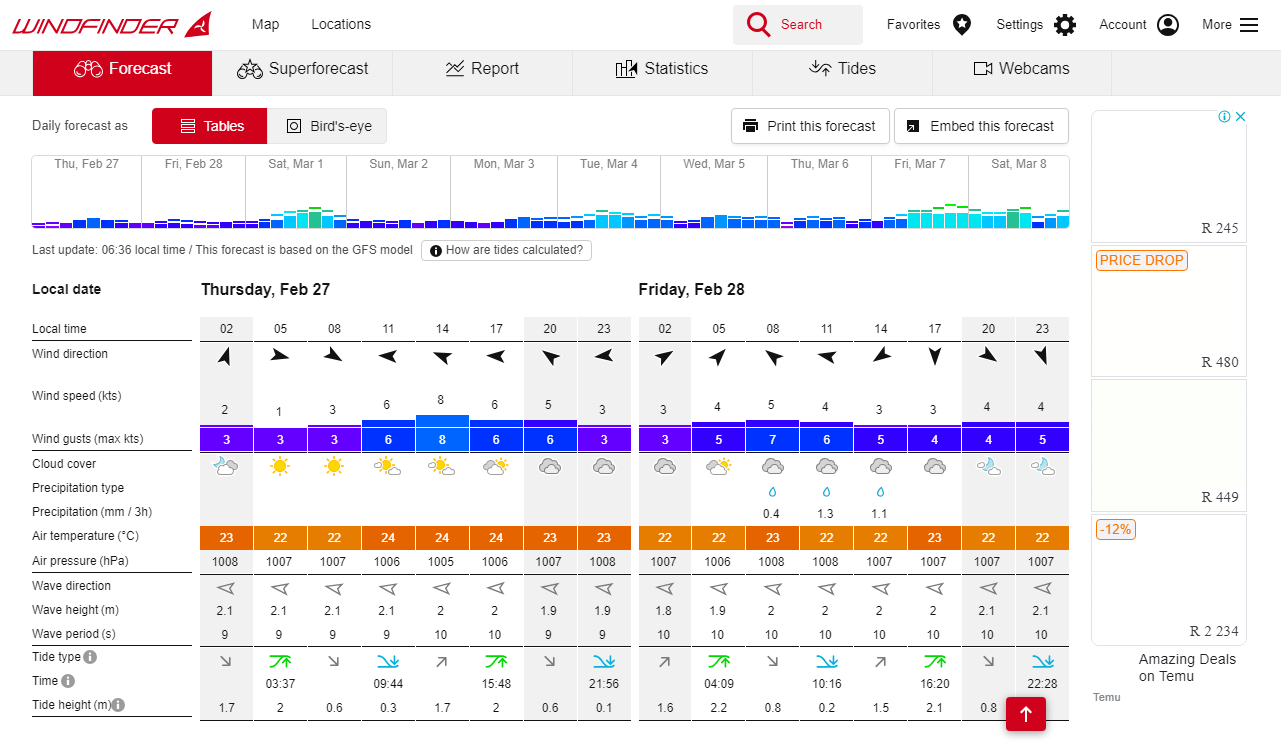 WINDFINDER Map Locations Search Favorites Settings Account More
Forecast Superforecast Report Statistics Tides Webcams
Daily forecast as Tables Bird's-eye Print this forecast Embed this forecast
Thu, Feb 27 Fri, Feb 28 Sat, Mar 1 Sun, Mar 2 Mon, Mar 3 Tue, Mar 4 Wed, Mar 5 Thu, Mar 6 Fri, Mar 7 Sat, Mar 8
R 245
Last update: 06:36 local time / This forecast is based on the GFS model How are tides calculated?
PRICE DROP
Local date Thursday, Feb 27 Friday, Feb 28
Local time 02 05 08 11 14 17 20 23 02 05 08 11 14 17 20 23
Wind direction
R 480
Wind speed (kts) 2 1 3 6 8 6 5 3 3 4 5 4 3 3 4 4
Wind gusts (max kts) 3 3 3 6 8 6 6 3 3 5 7 6 5 4 4 5
Cloud cover
Precipitation type
R 449
Precipitation (mm / 3h) 0.4 1.3 1.1
-12%
Air temperature (°C) 23 22 22 24 24 24 23 23 22 22 23 22 22 23 22 22
Air pressure (hPa) 1008 1007 1007 1006 1005 1006 1007 1008 1007 1006 1008 1008 1007 1007 1007 1007
Wave direction
Wave height (m) 2.1 2.1 2.1 2.1 2 2 1.9 1.9 1.8 1.9 2 2 2 2 2.1 2.1
Wave period (s) 9 9 9 9 10 10 9 9 10 10 10 10 10 10 10 10
R 2 234
Tide type
Amazing Deals
on Temu
Time 03:37 09:44 15:48 21:56 04:09 10:16 16:20 22:28
Temu
Tide height (m) 1.7 2 0.6 0.3 1.7 2 0.6 0.1 1.6 2.2 0.8 0.2 1.5 2.1 0.8